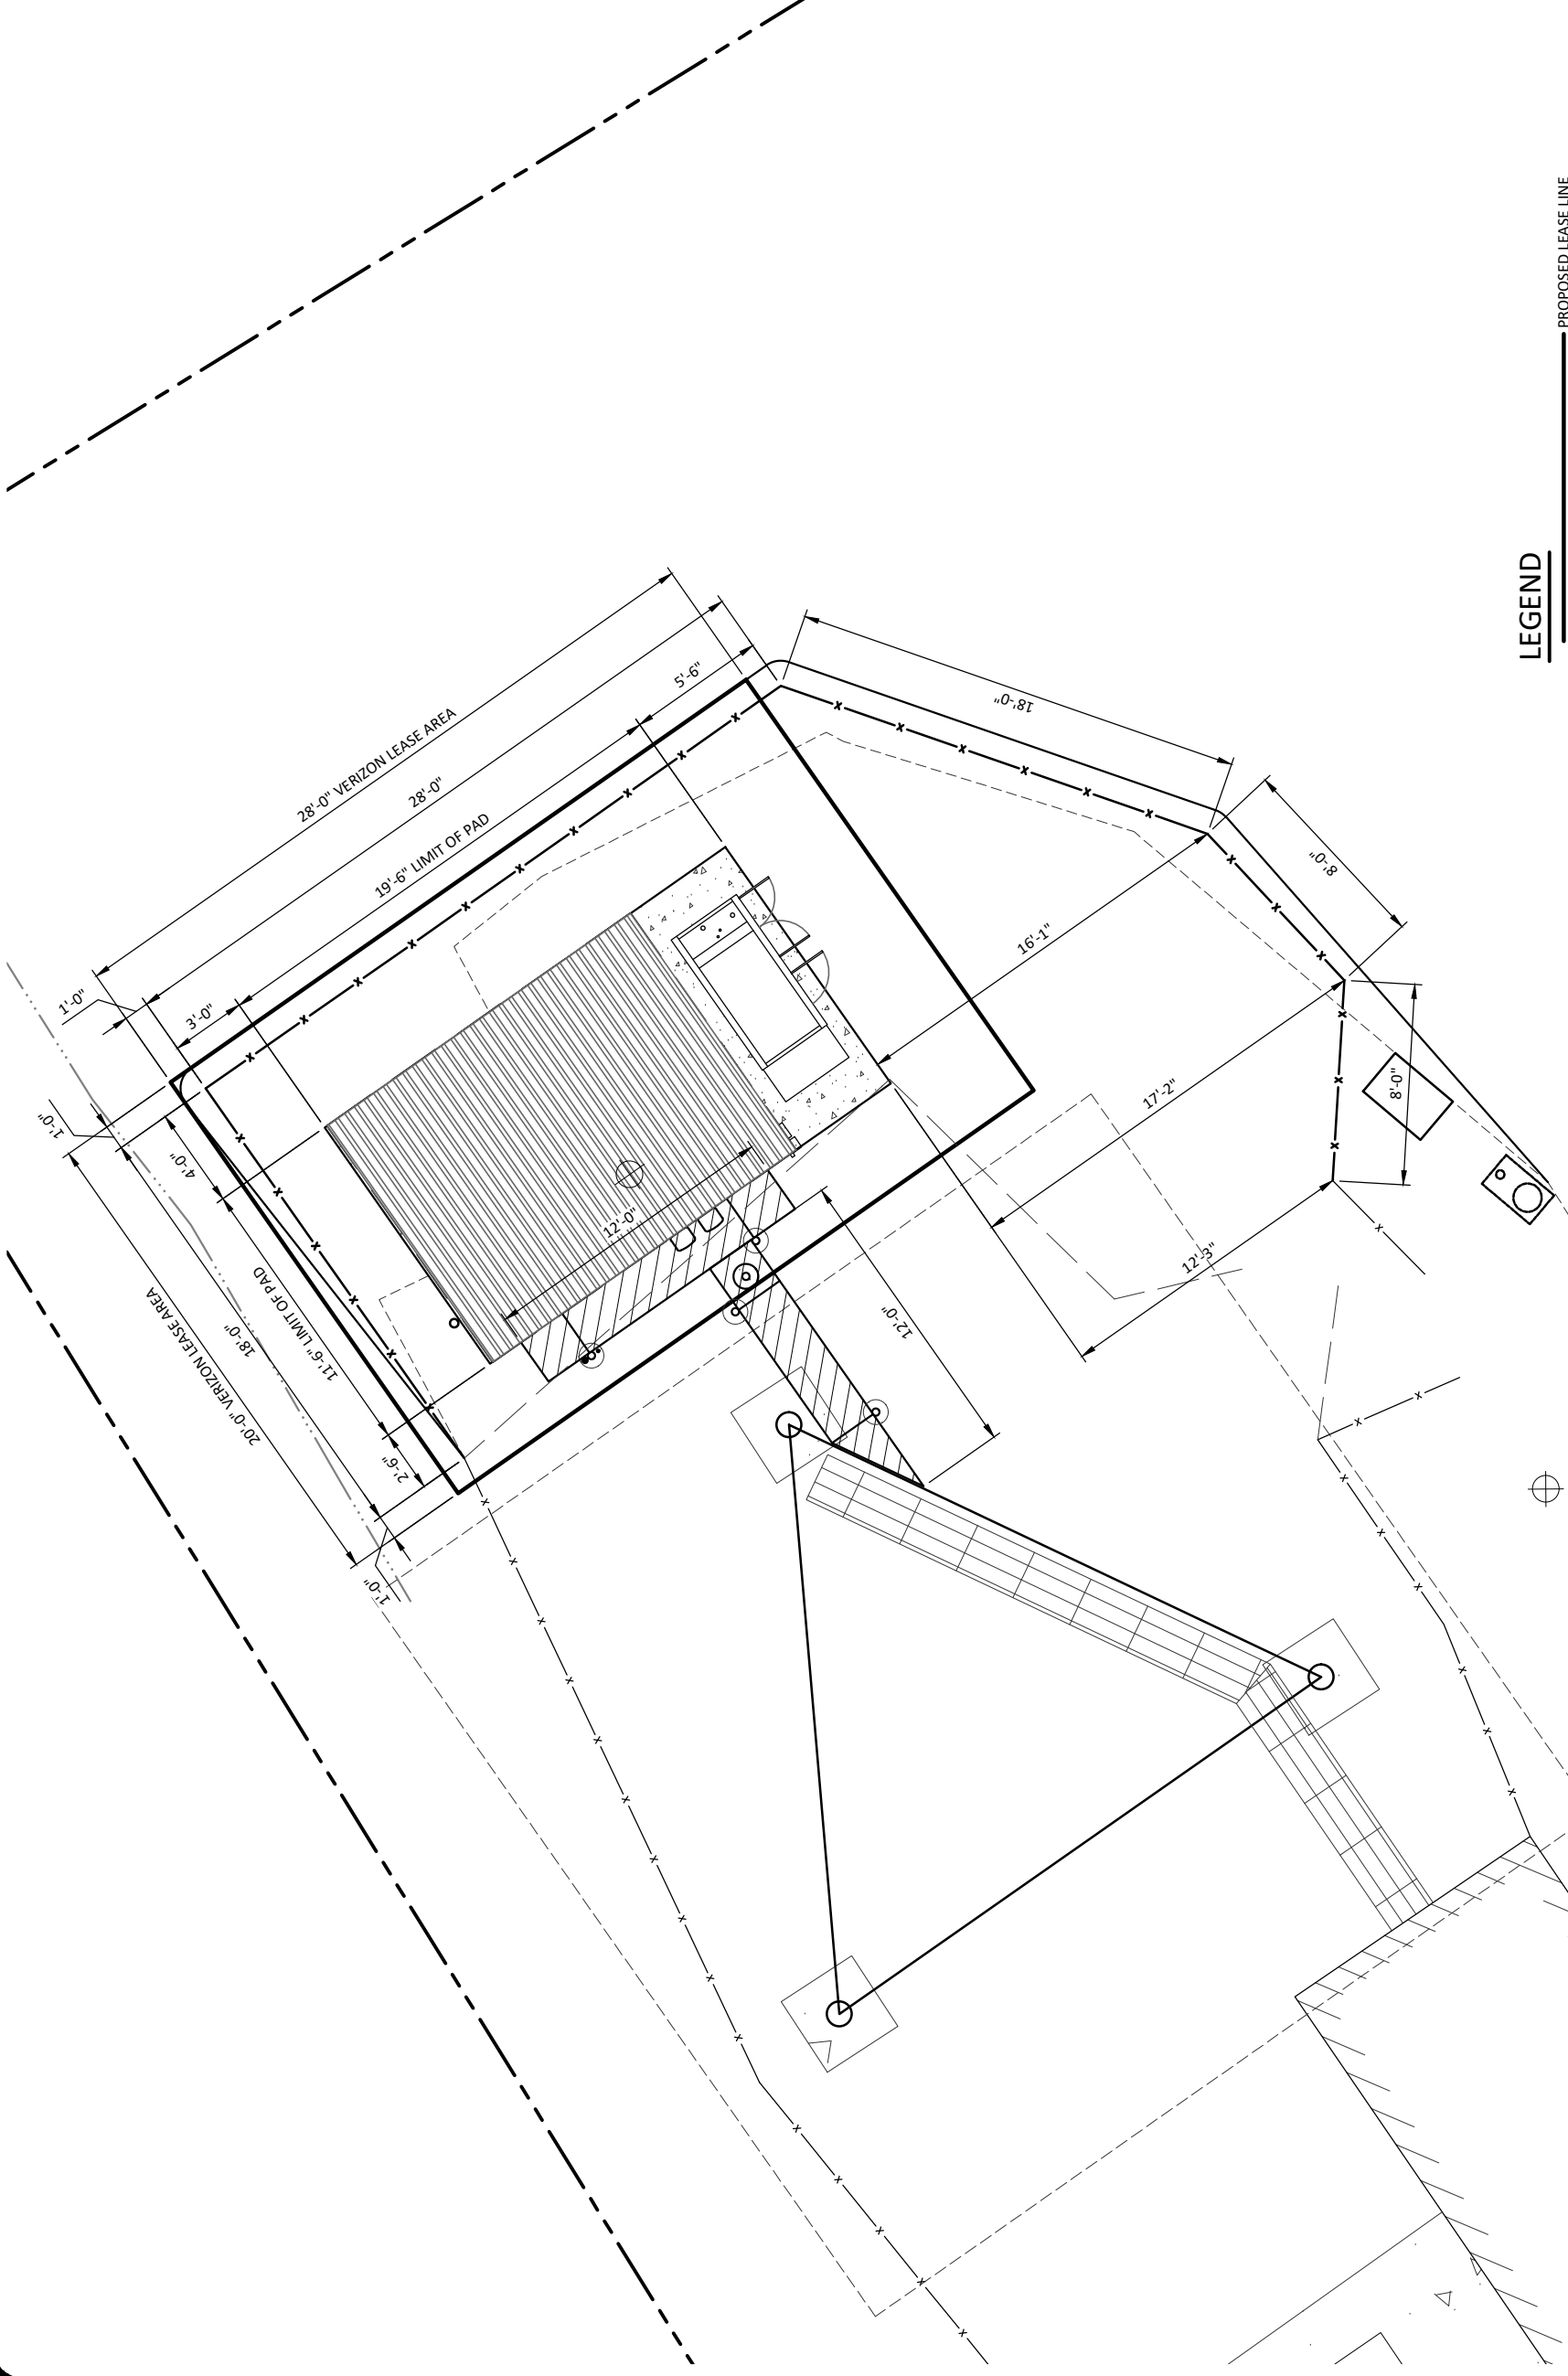 28'-0" VERIZON LEASE AREA
28'-0"
19'-6" LIMIT OF PAD
5'-6"
3'-0"
1'-0"
18'-0"
8'-0"
8'-0"
16'-1"
17'-2"
12'-3"
12'-0"
12'-0"
1'-0"
4'-0"
11'-6" LIMIT OF PAD
18'-0"
20'-0" VERIZON LEASE AREA
2'-6"
1'-0"
LEGEND
PROPOSED LEASE LINE